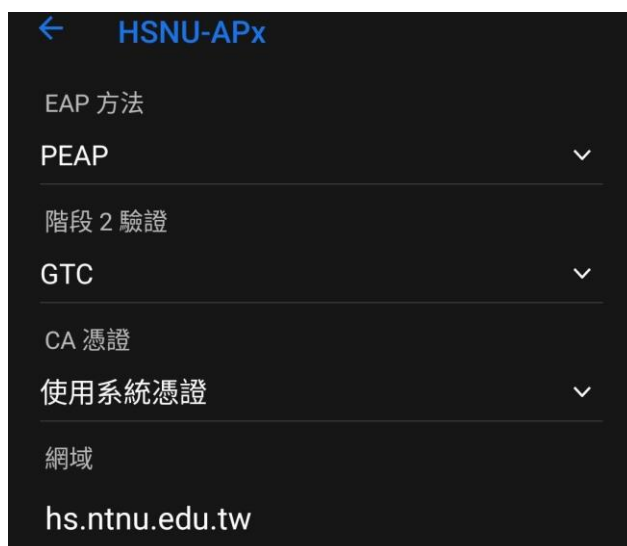 HSNU-APx
EAP 方法
PEAP
階段 2 驗證
GTC
CA 憑證
使用系統憑證
網域
hs.ntnu.edu.tw